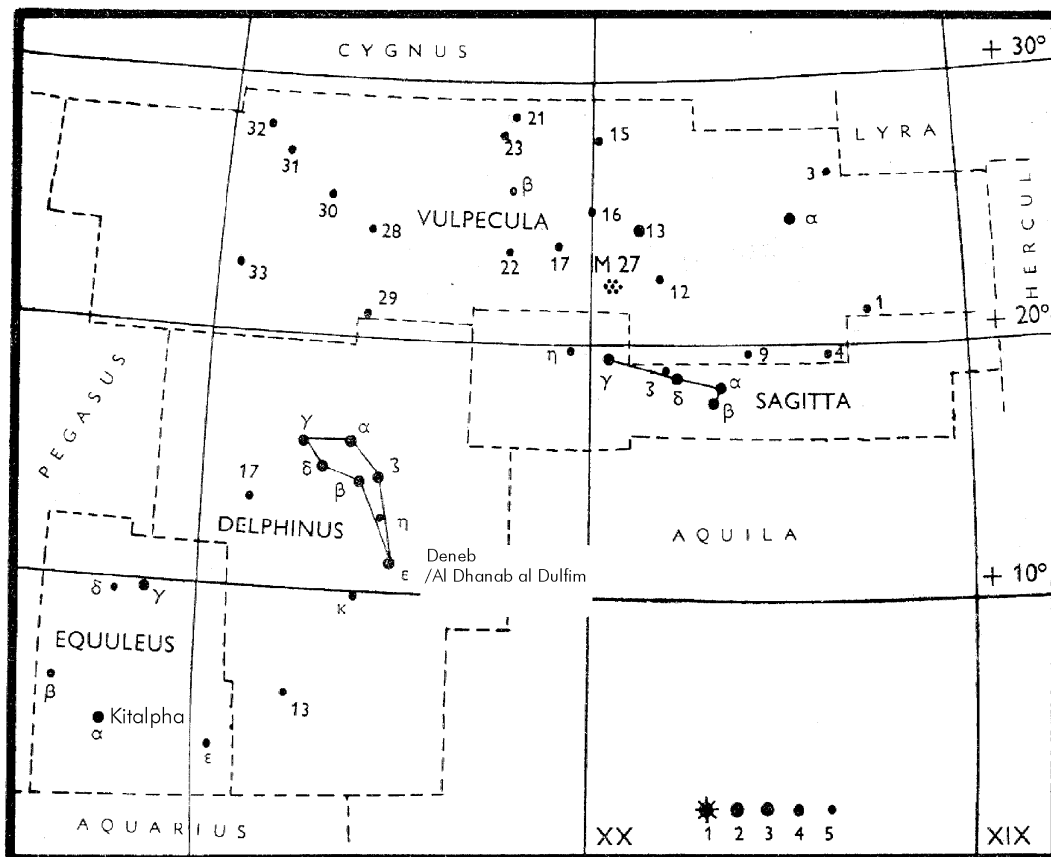 CYGNUS
+ 30°
LYRA
HERCULI
32
31
30
28
33
29
21
23
β
VULPECULA
22
17
15
16
13
M 27
12
3
α
1
+ 20°
η
γ
3
δ
9
4
α
β
SAGITTA
PEGASUS
γ
α
δ
β
3
17
η
DELPHINUS
ε
Deneb
/Al Dhanab al Dulfim
AQUILA
+ 10°
δ
γ
κ
EQUULEUS
β
Kitalpha
α
ε
13
AQUARIUS
XX
1 2 3 4 5
XIX